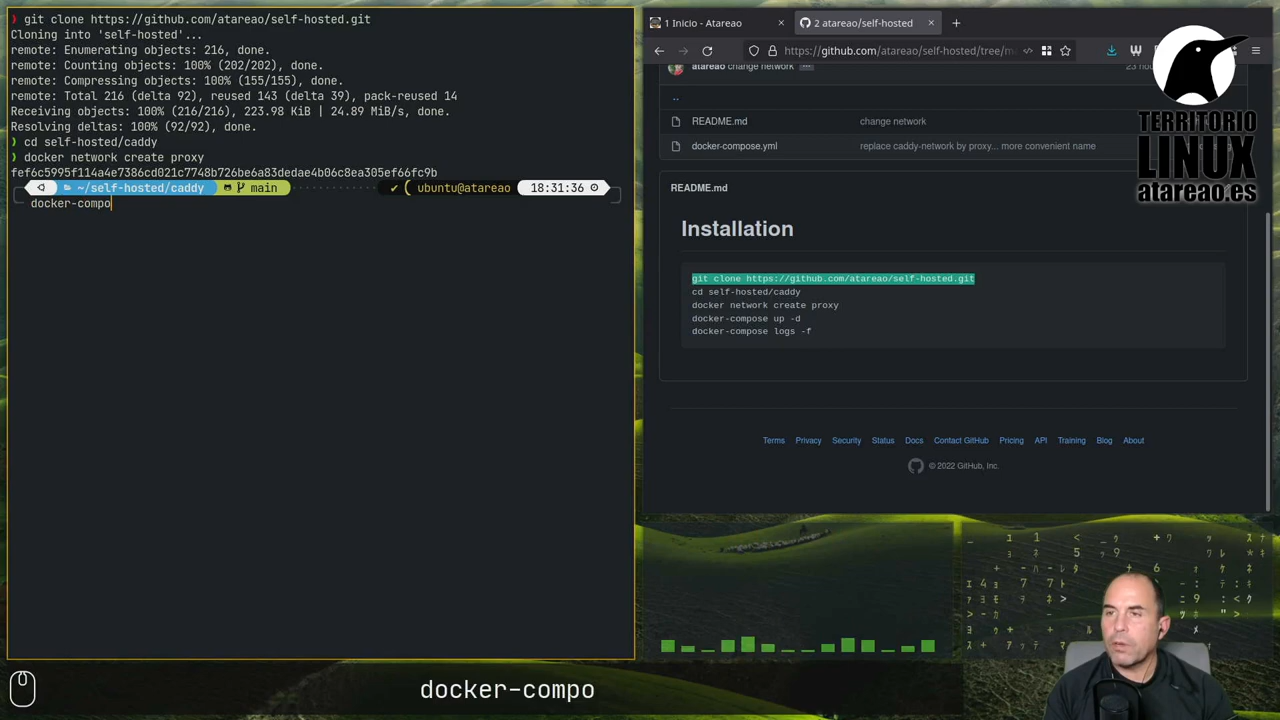 ❯ git clone https://github.com/atareao/self-hosted.git
Cloning into 'self-hosted'...
remote: Enumerating objects: 216, done.
remote: Counting objects: 100% (202/202), done.
remote: Compressing objects: 100% (155/155), done.
remote: Total 216 (delta 92), reused 143 (delta 39), pack-reused 14
Receiving objects: 100% (216/216), 223.98 KiB | 24.89 MiB/s, done.
Resolving deltas: 100% (92/92), done.
❯ cd self-hosted/caddy
❯ docker network create proxy
fef6c5995f114a4e7386cd021c7748b726be6a83dedae4b06c8ea305ef66fc9b
~/self-hosted/caddy main ✔ ubuntu@atareao 18:31:36
docker-compo
1 Inicio - Atareao
2 atareao/self-hosted
https://github.com/atareao/self-hosted/tree/m
atareao change network
23
..
README.md change network
docker-compose.yml replace caddy-network by proxy... more convenient name
README.md
Installation
git clone https://github.com/atareao/self-hosted.git
cd self-hosted/caddy
docker network create proxy
docker-compose up -d
docker-compose logs -f
Terms Privacy Security Status Docs Contact GitHub Pricing API Training Blog About
© 2022 GitHub, Inc.
TERRITORIO
LINUX
atareao.es
docker-compo